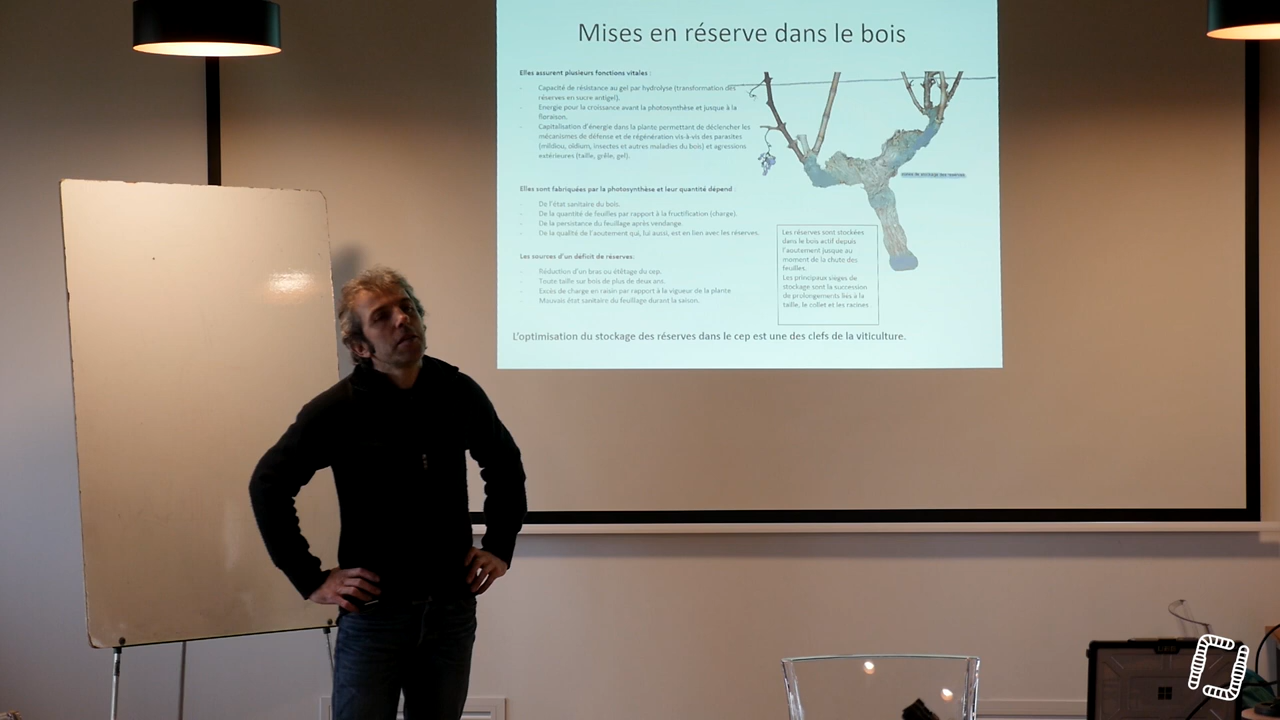 Mises en réserve dans le bois
Elles assurent plusieurs fonctions vitales :
- Capacité de résistance au gel par hydrolyse (transformation des
réserves en sucre antigel).
- Energie pour la croissance avant la photosynthèse et jusque à la
floraison.
- Capitalisation d'énergie dans la plante permettant de déclencher les
mécanismes de défense et de régénération vis-à-vis des parasites
(mildiou, oïdium, insectes et autres maladies du bois) et agressions
extérieures (taille, grêle, gel).
zones de stockage des réserves
Elles sont fabriquées par la photosynthèse et leur quantité dépend :
- De l'état sanitaire du bois.
- De la quantité de feuilles par rapport à la fructification (charge).
- De la persistance du feuillage après vendange.
- De la qualité de l'aoutement qui, lui aussi, est en lien avec les réserves.
Les sources d'un déficit de réserves.
- Réduction d'un bras ou étêtage du cep.
- Toute taille sur bois de plus de deux ans.
- Excès de charge en raisin par rapport à la vigueur de la plante
- Mauvais état sanitaire du feuillage durant la saison.
Les réserves sont stockées
dans le bois actif depuis
l'aoutement jusque au
moment de la chute des
feuilles.
Les principaux sièges de
stockage sont la succession
de prolongements liés à la
taille, le collet et les racines.
L'optimisation du stockage des réserves dans le cep est une des clefs de la viticulture.